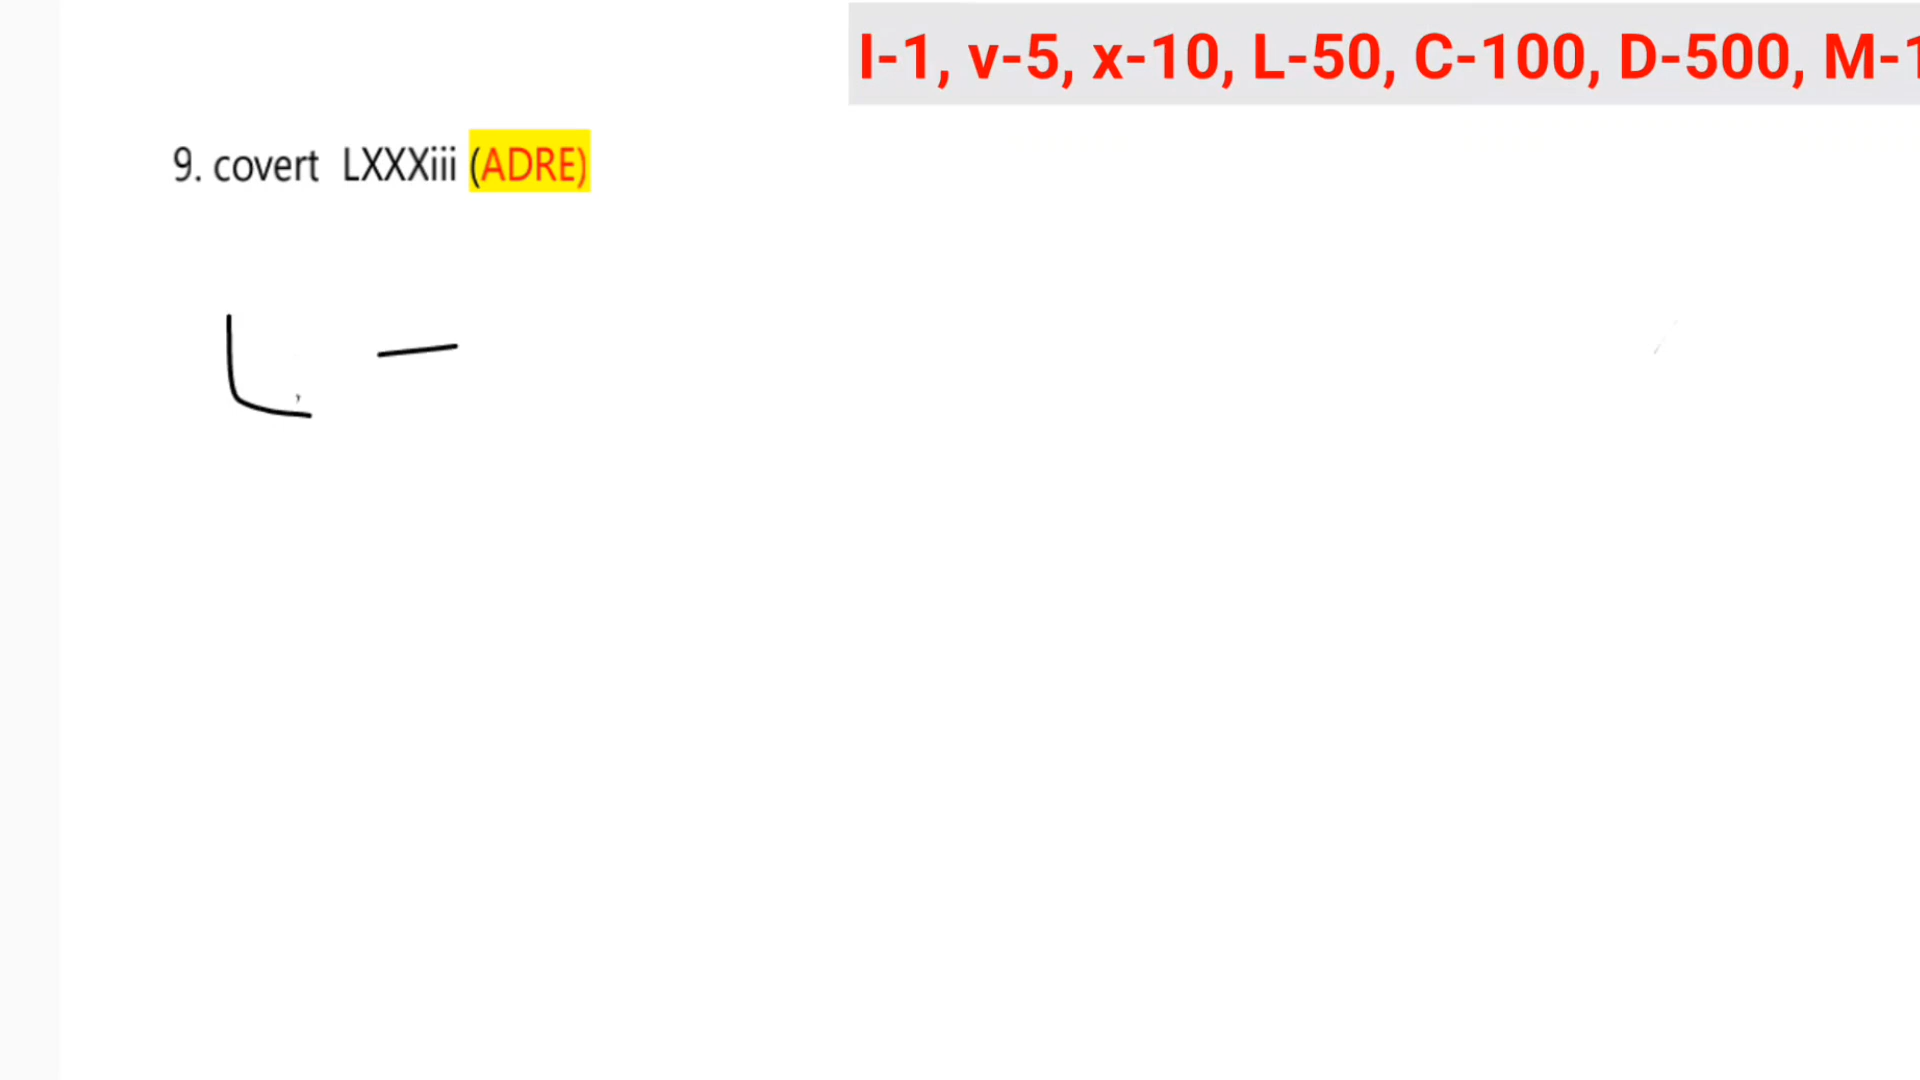 I-1, v-5, x-10, L-50, C-100, D-500, M-1
9. covert LXXXiii (ADRE)
L -